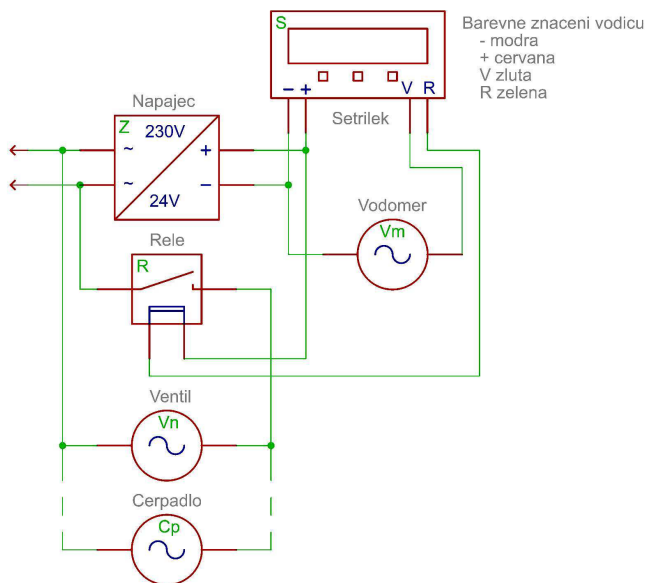 S
Barevne znaceni vodicu
- modra
+ cervana
V zluta
R zelena
− + V R
Setrilek
Napajec
Z 230V
~ +
~ −
24V
Vodomer
Vm
Rele
R
Ventil
Vn
Cerpadlo
Cp